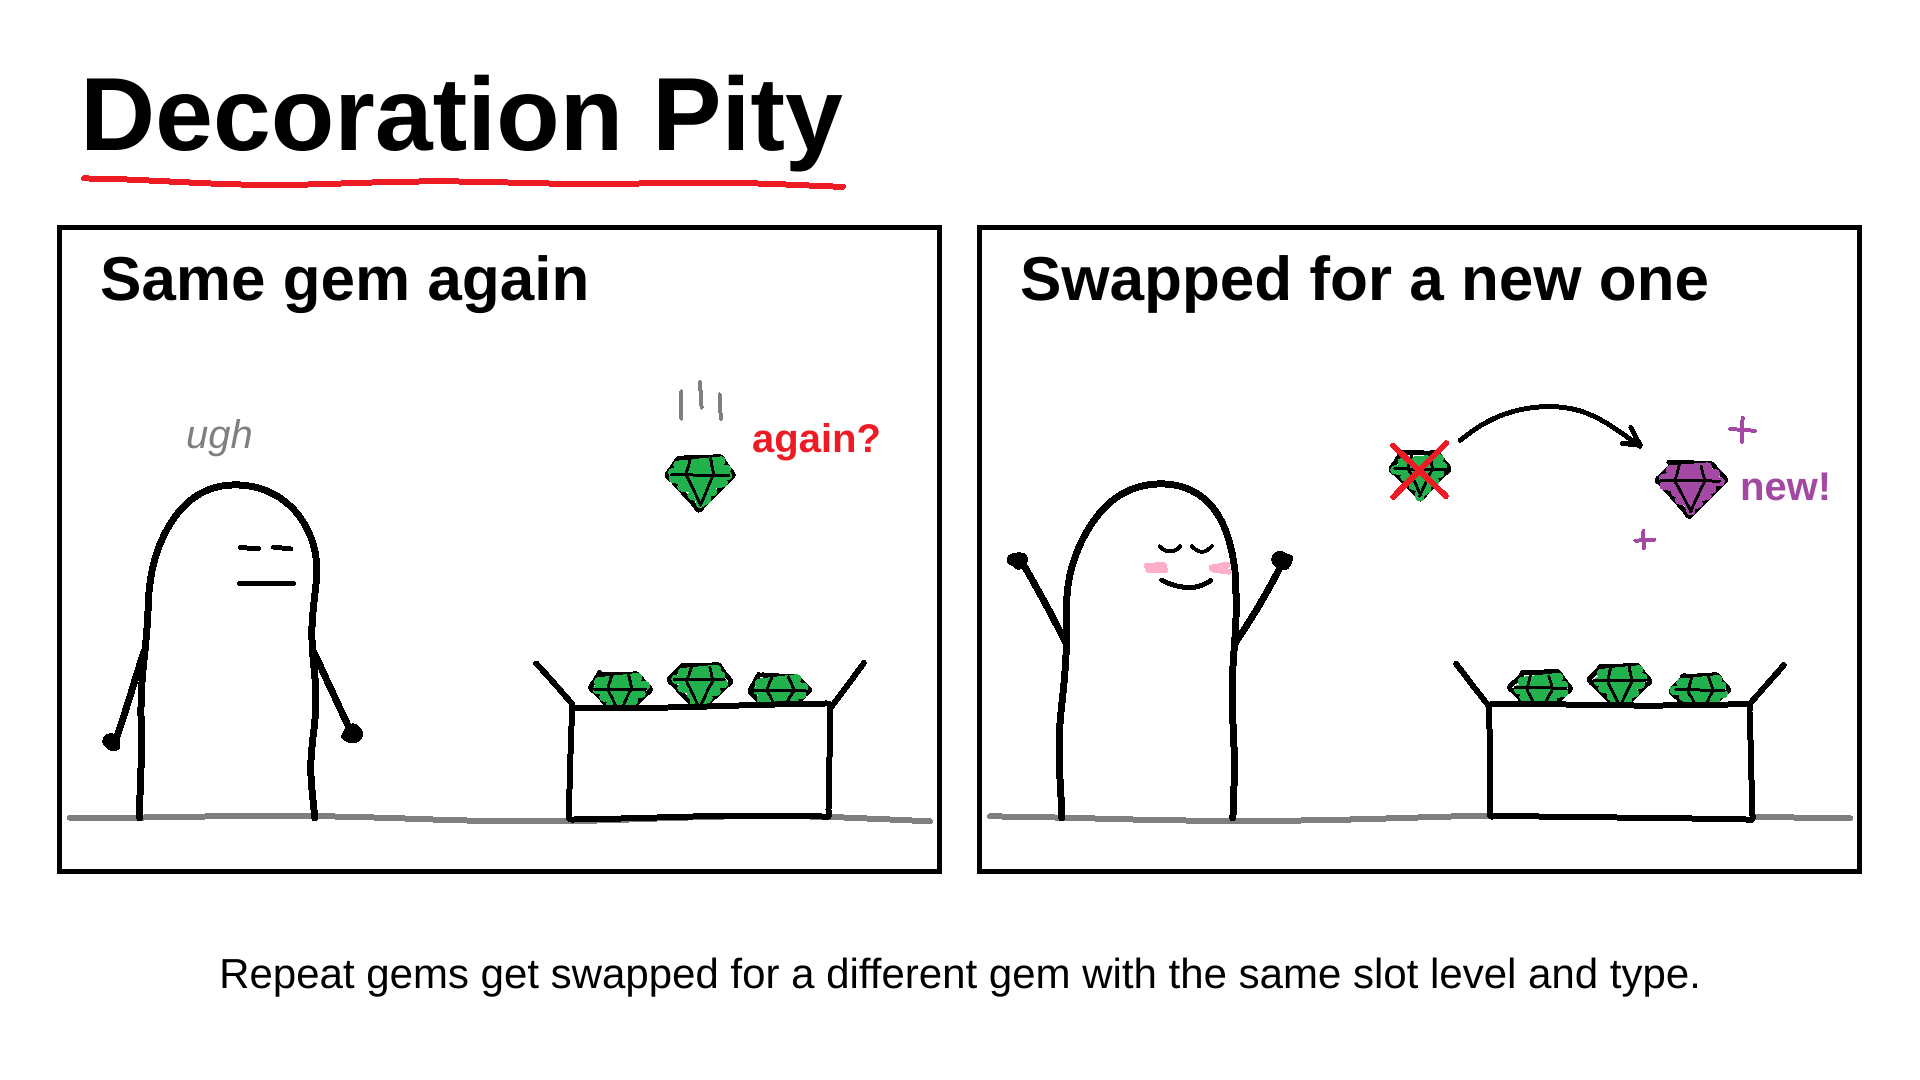 Decoration Pity
Same gem again
ugh
again?
Swapped for a new one
new!
Repeat gems get swapped for a different gem with the same slot level and type.